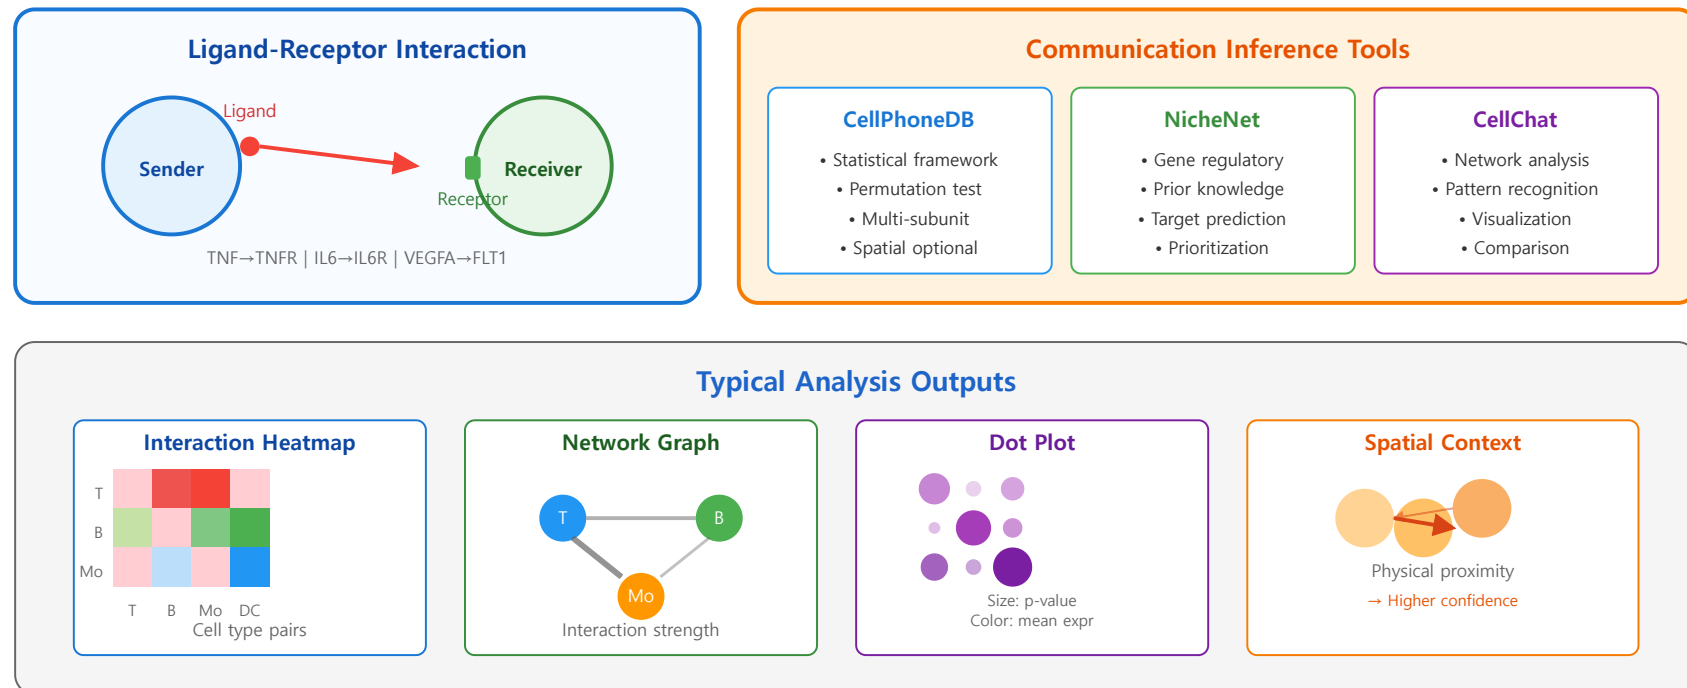 Ligand-Receptor Interaction
Ligand
Sender
Receiver
Receptor
TNF→TNFR | IL6→IL6R | VEGFA→FLT1
Communication Inference Tools
CellPhoneDB
• Statistical framework
• Permutation test
• Multi-subunit
• Spatial optional
NicheNet
• Gene regulatory
• Prior knowledge
• Target prediction
• Prioritization
CellChat
• Network analysis
• Pattern recognition
• Visualization
• Comparison
Typical Analysis Outputs
Interaction Heatmap
T
B
Mo
T B Mo DC
Cell type pairs
Network Graph
T B
Mo
Interaction strength
Dot Plot
Size: p-value
Color: mean expr
Spatial Context
Physical proximity
→ Higher confidence